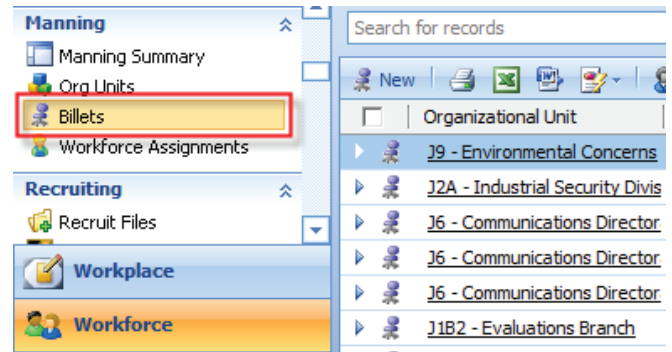 Manning
Manning Summary
Org Units
Billets
Workforce Assignments
Recruiting
Recruit Files
Workplace
Workforce
Search for records
New
Organizational Unit
J9 - Environmental Concerns
J2A - Industrial Security Divis
J6 - Communications Director
J6 - Communications Director
J6 - Communications Director
J1B2 - Evaluations Branch